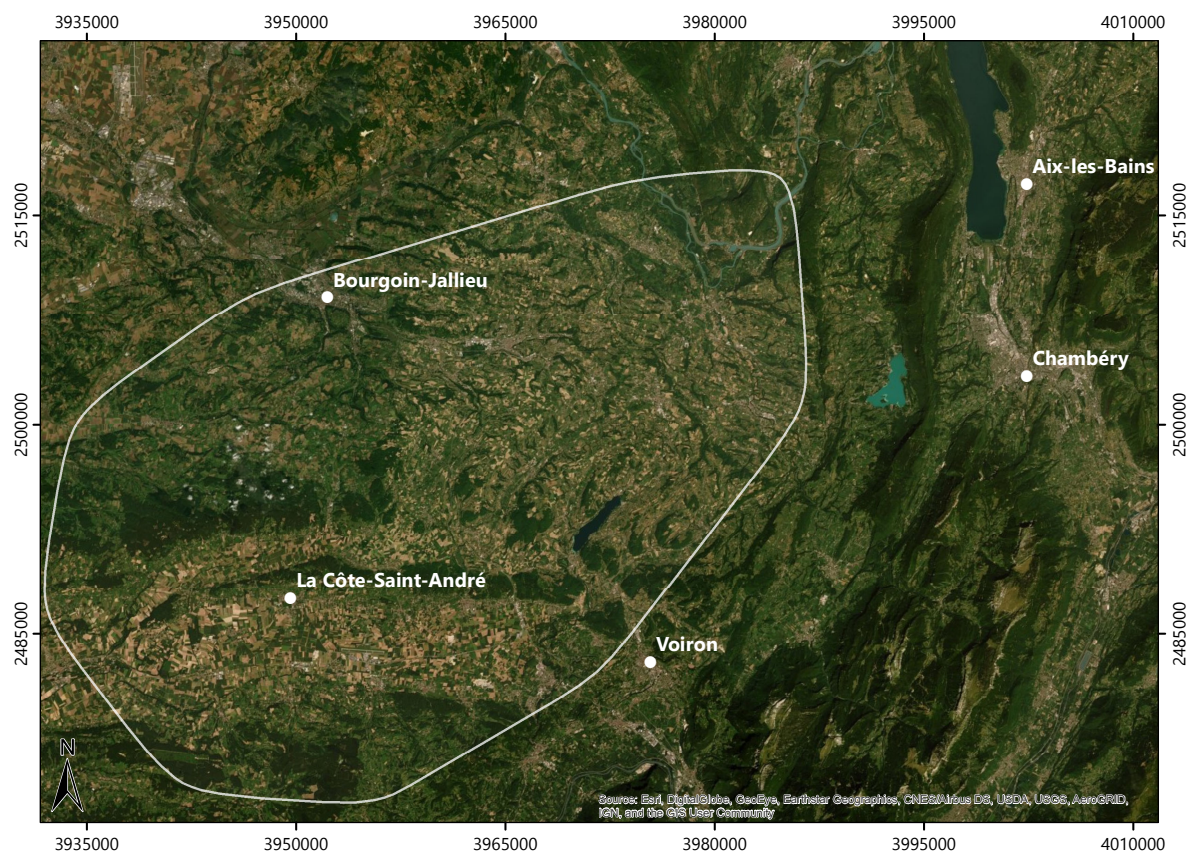 3935000 3950000 3965000 3980000 3995000 4010000
2515000 2515000
Aix-les-Bains
Bourgoin-Jallieu
Chambéry
2500000 2500000
La Côte-Saint-André
2485000 2485000
Voiron
N
Source: Esri, DigitalGlobe, GeoEye, Earthstar Geographics, CNES/Airbus DS, USDA, USGS, AeroGRID,
IGN, and the GIS User Community
3935000 3950000 3965000 3980000 3995000 4010000